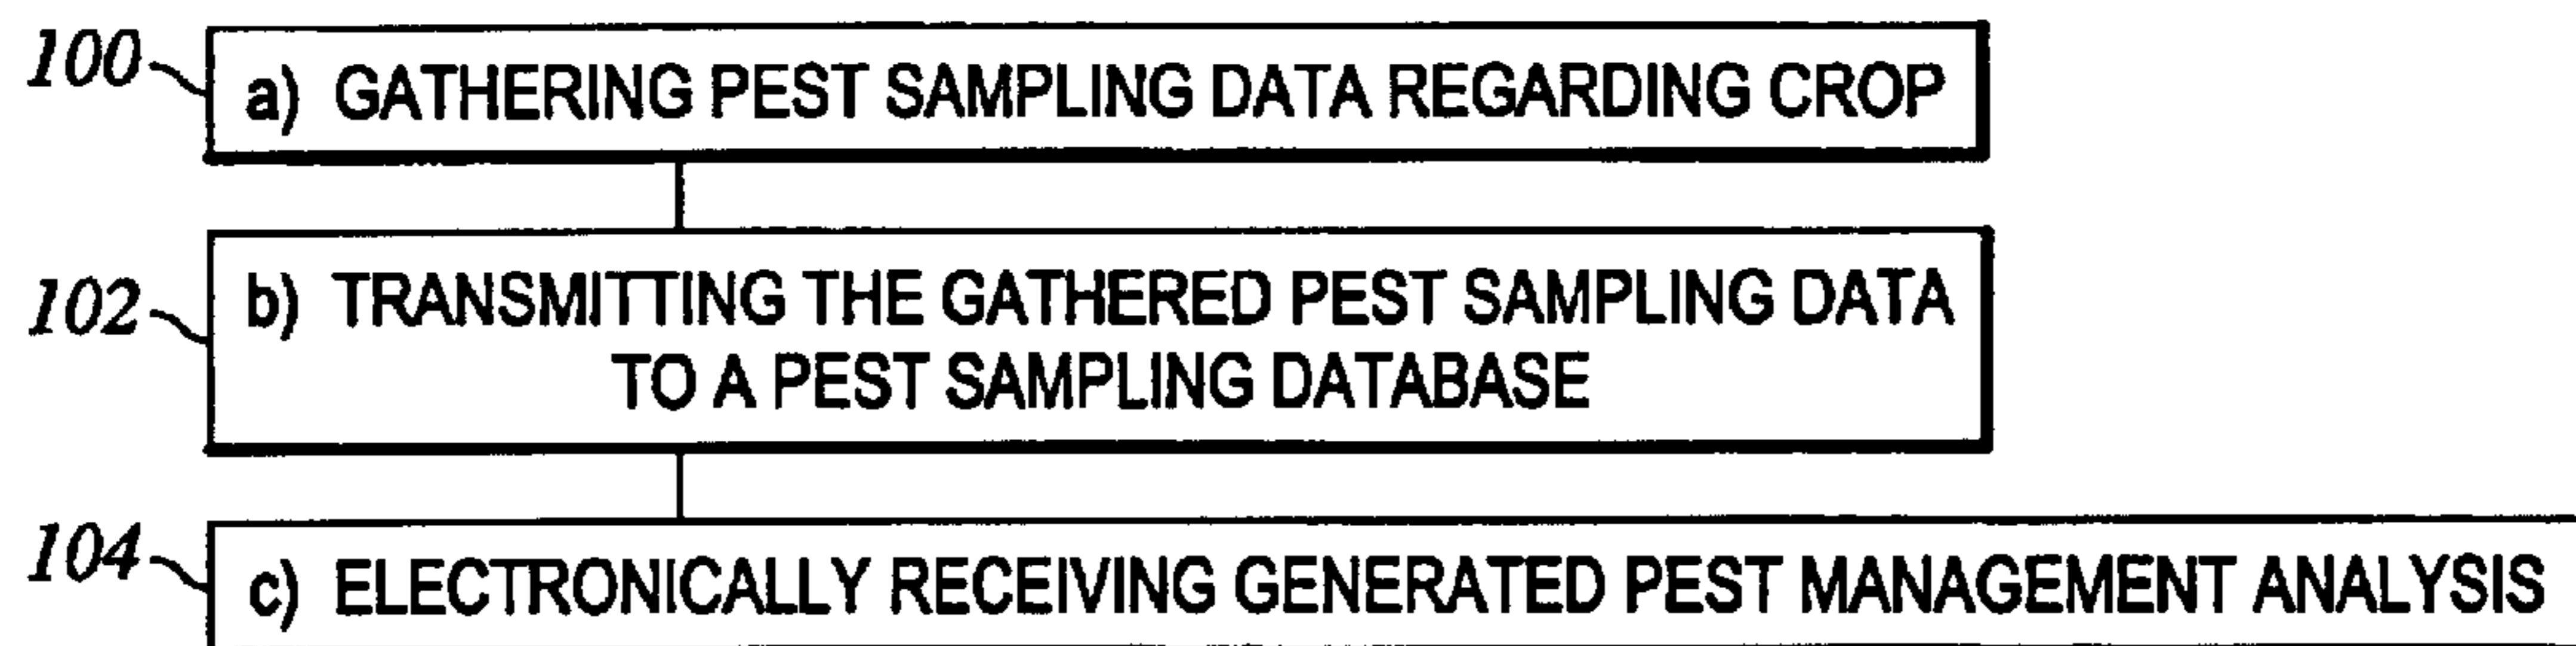 100
a) GATHERING PEST SAMPLING DATA REGARDING CROP
102
b) TRANSMITTING THE GATHERED PEST SAMPLING DATA
TO A PEST SAMPLING DATABASE
104
c) ELECTRONICALLY RECEIVING GENERATED PEST MANAGEMENT ANALYSIS